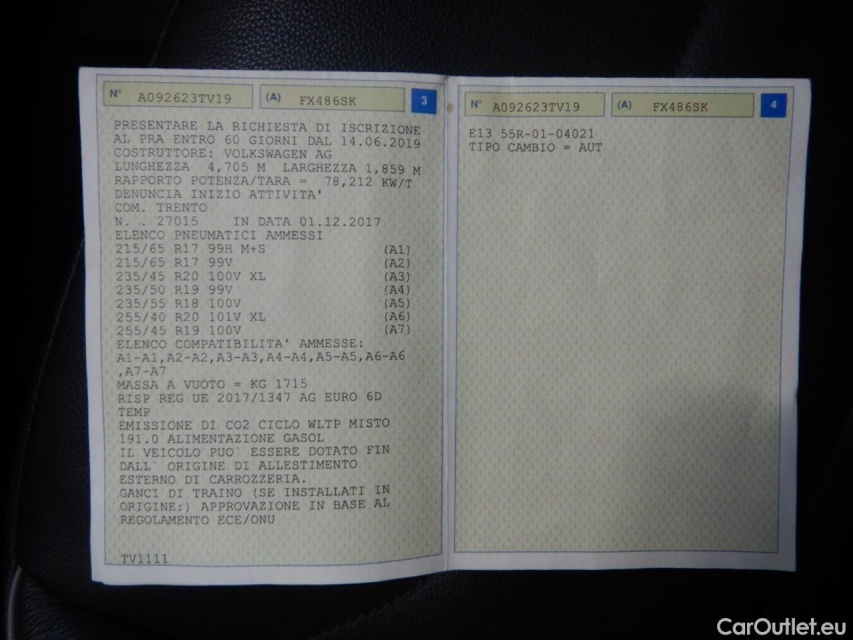 N° A092623TV19 (A) FX486SK 3
PRESENTARE LA RICHIESTA DI ISCRIZIONE
AL PRA ENTRO 60 GIORNI DAL 14.06.2019
COSTRUTTORE: VOLKSWAGEN AG
LUNGHEZZA 4,705 M LARGHEZZA 1,859 M
RAPPORTO POTENZA/TARA = 78,212 KW/T
DENUNCIA INIZIO ATTIVITA'
COM. TRENTO
N. . 27015 IN DATA 01.12.2017
ELENCO PNEUMATICI AMMESSI
215/65 R17 99H M+S (A1)
215/65 R17 99V (A2)
235/45 R20 100V XL (A3)
235/50 R19 99V (A4)
235/55 R18 100V (A5)
255/40 R20 101V XL (A6)
255/45 R19 100V (A7)
ELENCO COMPATIBILITA' AMMESSE:
A1-A1,A2-A2,A3-A3,A4-A4,A5-A5,A6-A6
,A7-A7
MASSA A VUOTO = KG 1715
RISP REG UE 2017/1347 AG EURO 6D
TEMP
EMISSIONE DI CO2 CICLO WLTP MISTO
191.0 ALIMENTAZIONE GASOL
IL VEICOLO PUO` ESSERE DOTATO FIN
DALL` ORIGINE DI ALLESTIMENTO
ESTERNO DI CARROZZERIA.
GANCI DI TRAINO (SE INSTALLATI IN
ORIGINE:) APPROVAZIONE IN BASE AL
REGOLAMENTO ECE/ONU
TV1111
N° A092623TV19 (A) FX486SK 4
E13 55R-01-04021
TIPO CAMBIO = AUT
CarOutlet.eu